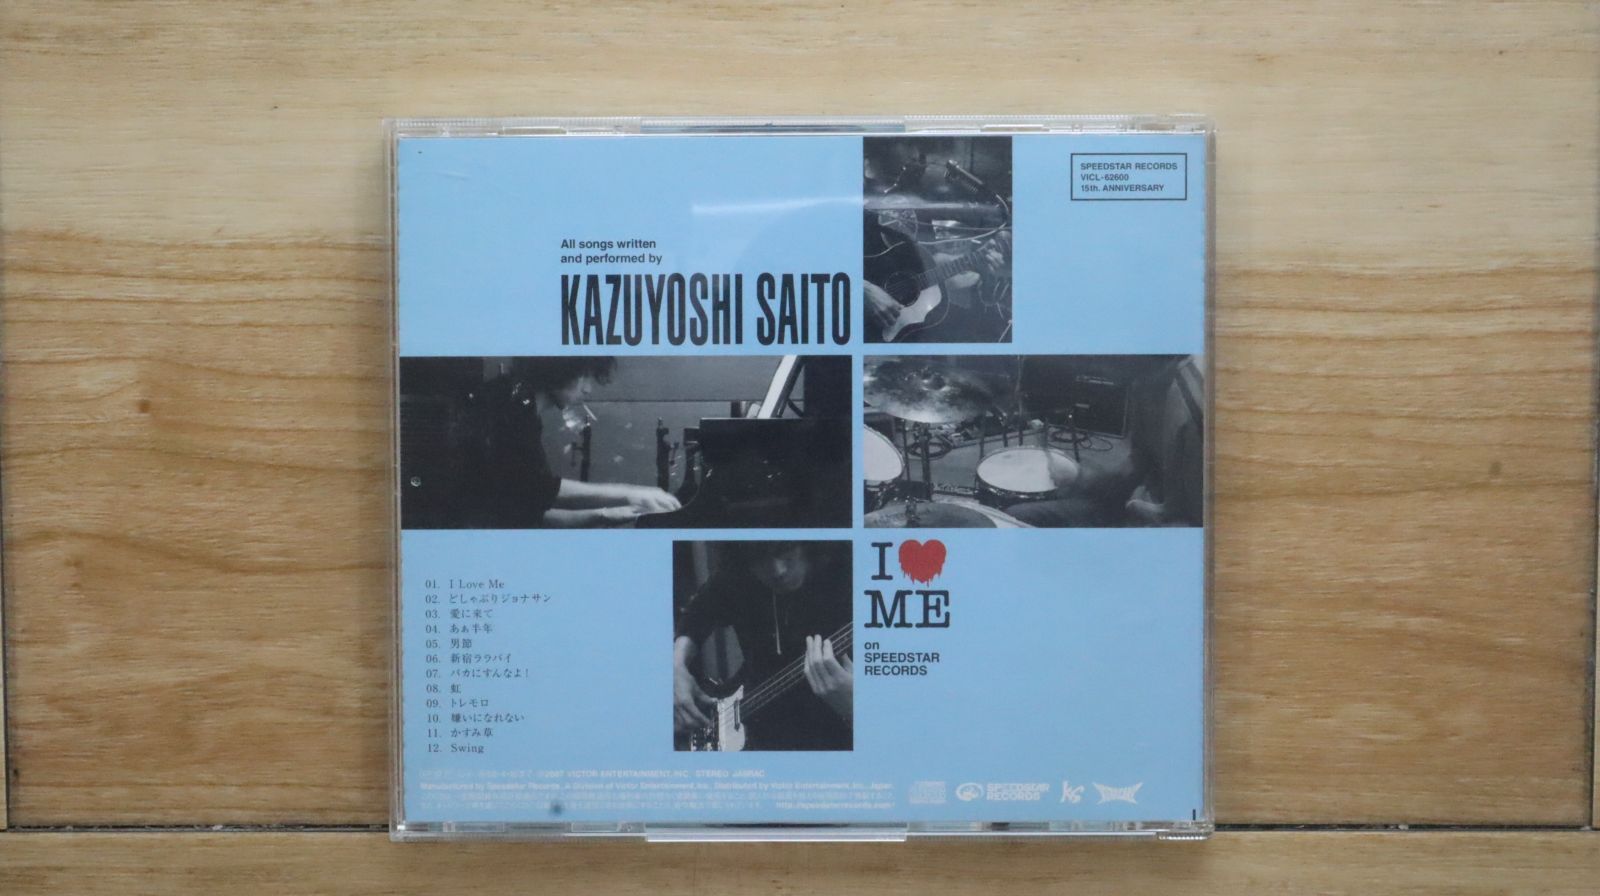 SPEEDSTAR RECORDS
VICL-62600
15th. ANNIVERSARY
All songs written
and performed by
KAZUYOSHI SAITO
I
ME
on
SPEEDSTAR
RECORDS
01. I Love Me
02. どしゃぶりジョナサン
03. 愛に来て
04. あぁ半年
05. 男節
06. 新宿ララバイ
07. バカにすんなよ!
08. 虹
09. トレモロ
10. 嫌いになれない
11. かすみ草
12. Swing
©2007 VICTOR ENTERTAINMENT, INC. STEREO JASRAC
Manufactured by Speedstar Records, A Division of Victor Entertainment, Inc. Distributed by Victor Entertainment, Inc., Japan.
http://speedstarrecords.com/
SPEEDSTAR
RECORDS